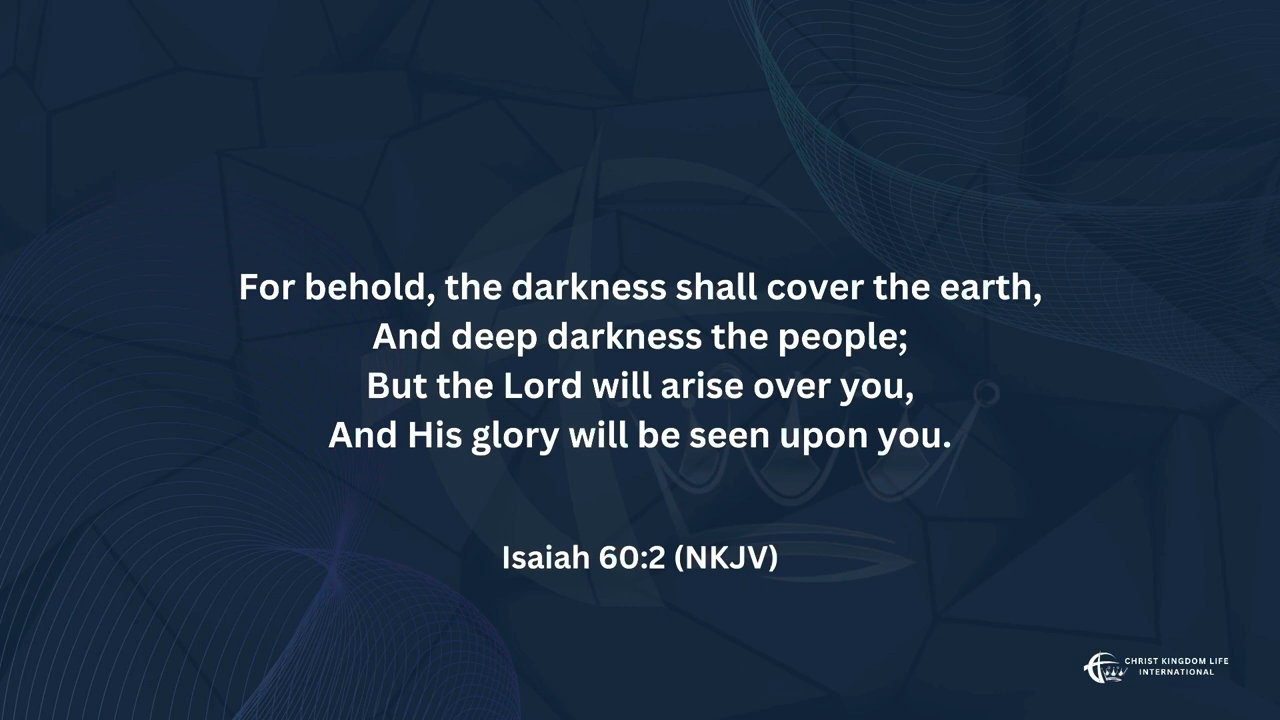 For behold, the darkness shall cover the earth,
And deep darkness the people;
But the Lord will arise over you,
And His glory will be seen upon you.
Isaiah 60:2 (NKJV)
CHRIST KINGDOM LIFE
INTERNATIONAL